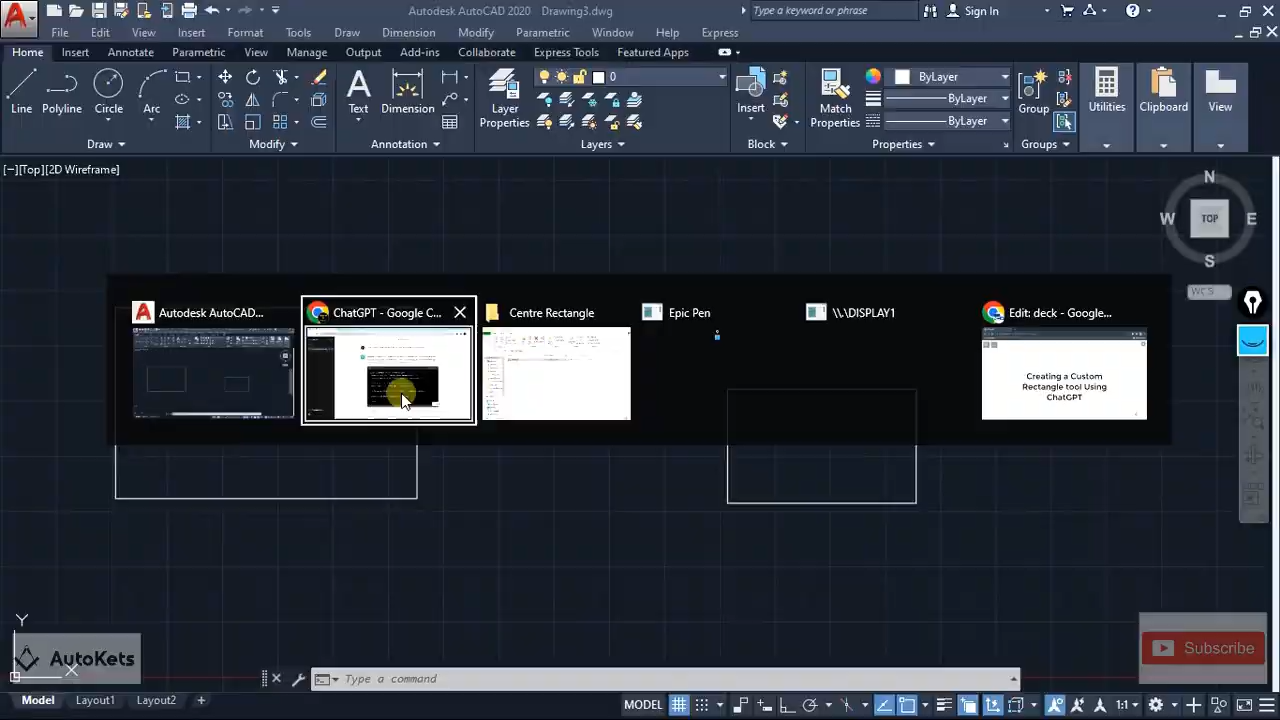 Autodesk AutoCAD 2020 Drawing3.dwg
Type a keyword or phrase
Sign In
File Edit View Insert Format Tools Draw Dimension Modify Parametric Window Help Express
Home Insert Annotate Parametric View Manage Output Add-ins Collaborate Express Tools Featured Apps
Line Polyline Circle Arc
Text Dimension
Layer Properties
0
Insert
Match Properties
ByLayer
ByLayer
ByLayer
Group
Utilities
Clipboard
View
Draw Modify Annotation Layers Block Properties Groups
[−][Top][2D Wireframe]
N
W TOP E
S
WCS
Autodesk AutoCAD...
ChatGPT - Google C...
Centre Rectangle
Epic Pen
\\.\DISPLAY1
Edit deck - Google...
Creating a Custom
Rectangle tool Using
ChatGPT
Y
X
AutoKets
Subscribe
Type a command
Model Layout1 Layout2 +
MODEL
1:1